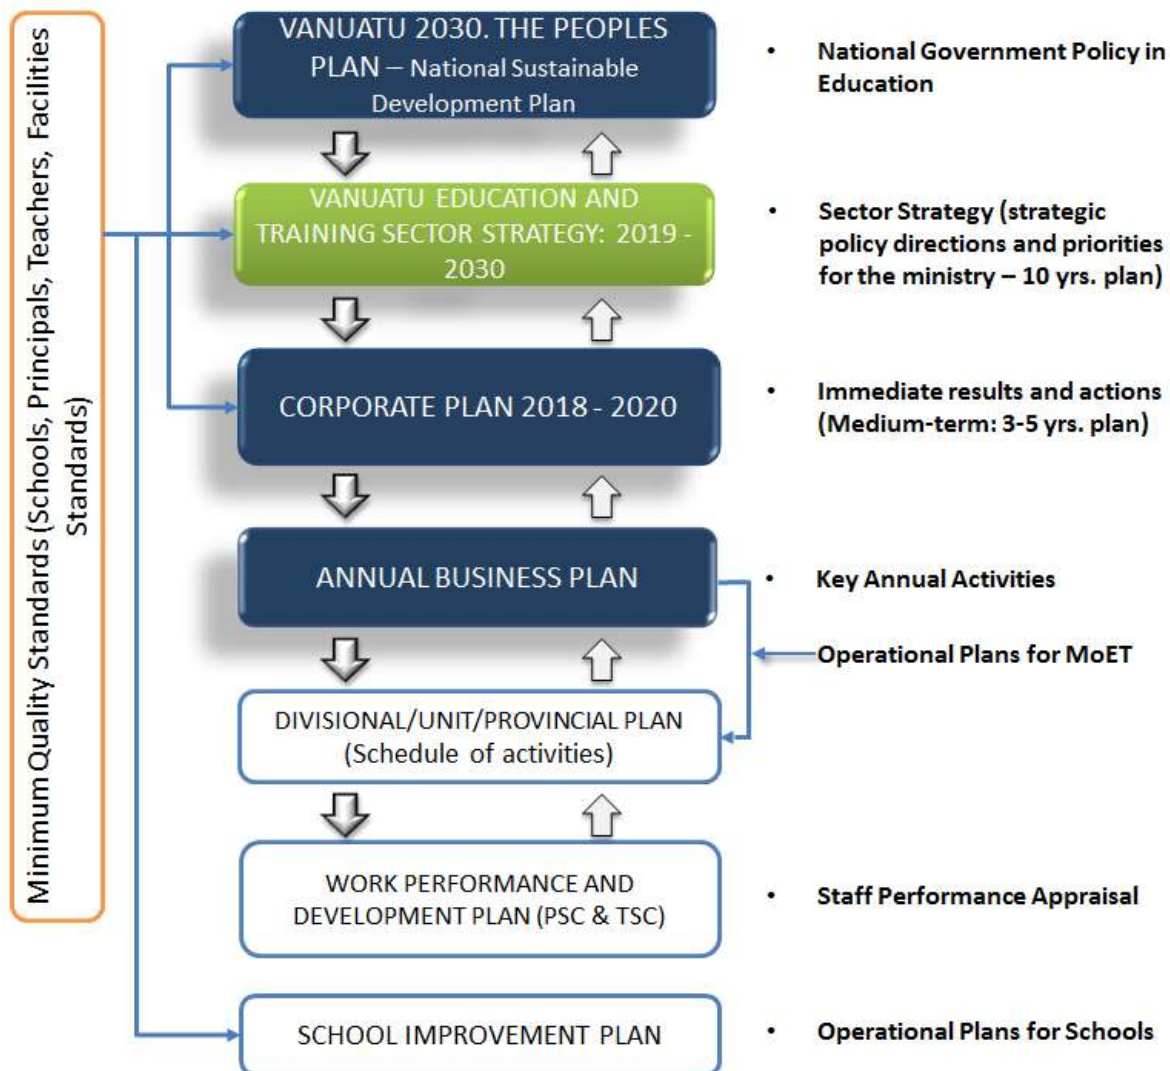 Minimum Quality Standards (Schools, Principals, Teachers, Facilities
Standards)
VANUATU 2030. THE PEOPLES
PLAN – National Sustainable
Development Plan
• National Government Policy in
Education
VANUATU EDUCATION AND
TRAINING SECTOR STRATEGY: 2019 -
2030
• Sector Strategy (strategic
policy directions and priorities
for the ministry – 10 yrs. plan)
CORPORATE PLAN 2018 - 2020
• Immediate results and actions
(Medium-term: 3-5 yrs. plan)
ANNUAL BUSINESS PLAN
• Key Annual Activities
Operational Plans for MoET
DIVISIONAL/UNIT/PROVINCIAL PLAN
(Schedule of activities)
WORK PERFORMANCE AND
DEVELOPMENT PLAN (PSC & TSC)
• Staff Performance Appraisal
SCHOOL IMPROVEMENT PLAN
• Operational Plans for Schools